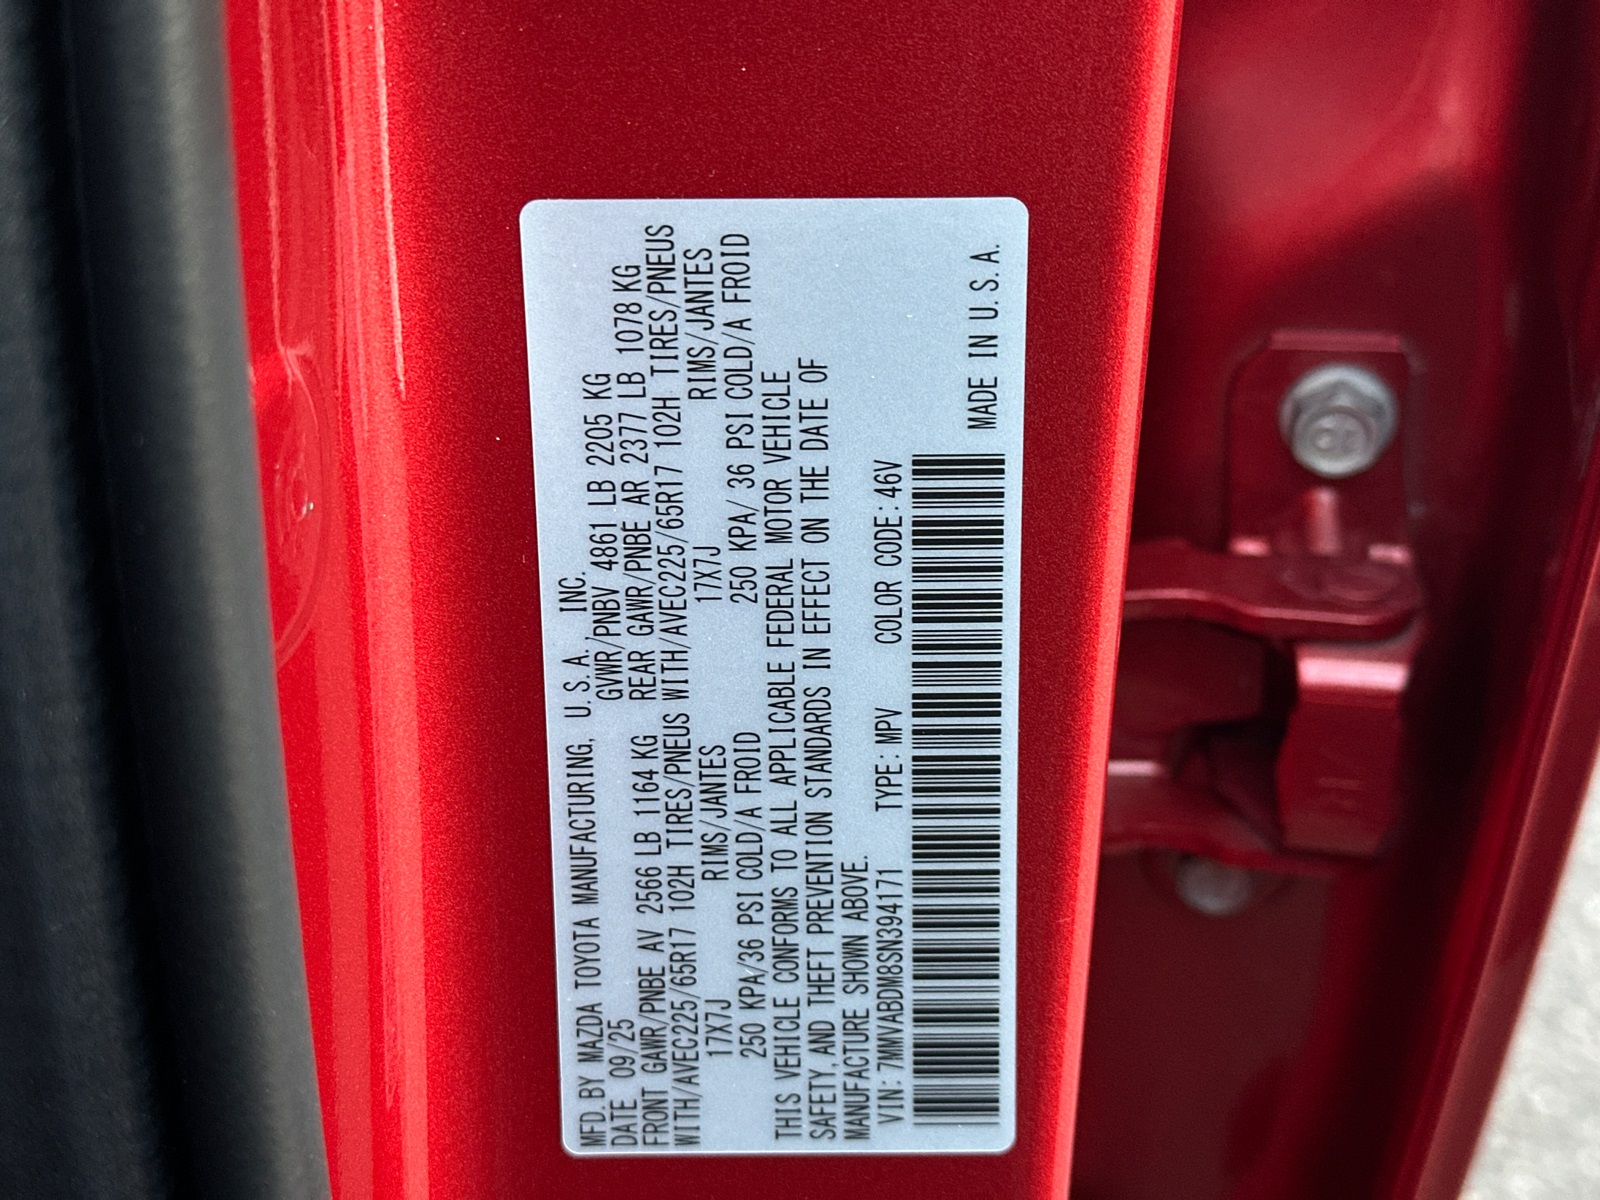 MFD. BY MAZDA TOYOTA MANUFACTURING, U. S. A., INC.
DATE 09/25 GVWR/PNBV 4861 LB 2205 KG
FRONT GAWR/PNBE AV 2566 LB 1164 KG REAR GAWR/PNBE AR 2377 LB 1078 KG
WITH/AVEC225/65R17 102H TIRES/PNEUS WITH/AVEC225/65R17 102H TIRES/PNEUS
17X7J RIMS/JANTES 17X7J RIMS/JANTES
250 KPA/36 PSI COLD/A FROID 250 KPA/ 36 PSI COLD/A FROID
THIS VEHICLE CONFORMS TO ALL APPLICABLE FEDERAL MOTOR VEHICLE
SAFETY, AND THEFT PREVENTION STANDARDS IN EFFECT ON THE DATE OF
MANUFACTURE SHOWN ABOVE.
VIN: 7MMVABDM8SN394171 TYPE: MPV COLOR CODE: 46V
MADE IN U. S. A.